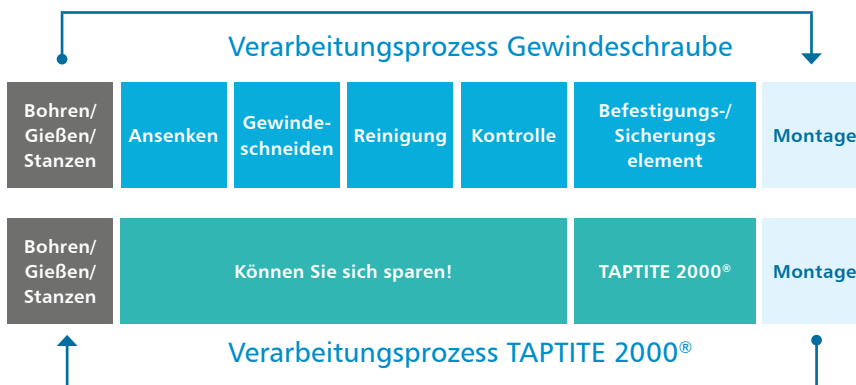 Verarbeitungsprozess Gewindeschraube
Bohren/
Gießen/
Stanzen
Ansenken
Gewinde-
schneiden
Reinigung
Kontrolle
Befestigungs-/
Sicherungs
element
Montage
Bohren/
Gießen/
Stanzen
Können Sie sich sparen!
TAPTITE 2000®
Montage
Verarbeitungsprozess TAPTITE 2000®